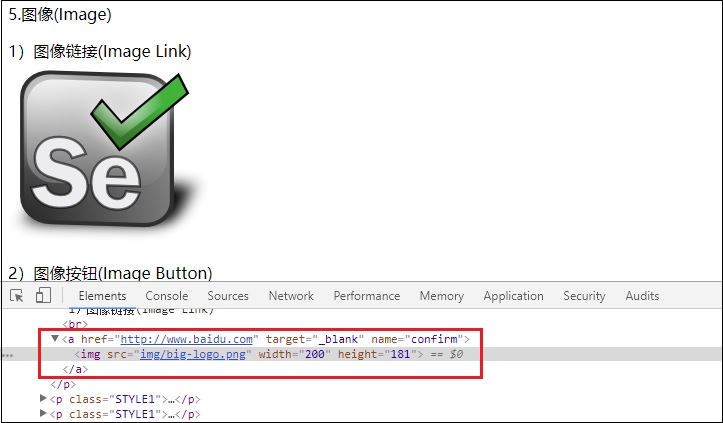 5.图像(Image)
1）图像链接(Image Link)
Se
2）图像按钮(Image Button)
Elements Console Sources Network Performance Memory Application Security Audits
1）图像链接(Image Link)
<br>
▼<a href="http://www.baidu.com" target="_blank" name="confirm">
… <img src="img/big-logo.png" width="200" height="181"> == $0
</a>
</p>
▶<p class="STYLE1">…</p>
▶<p class="STYLE1">…</p>